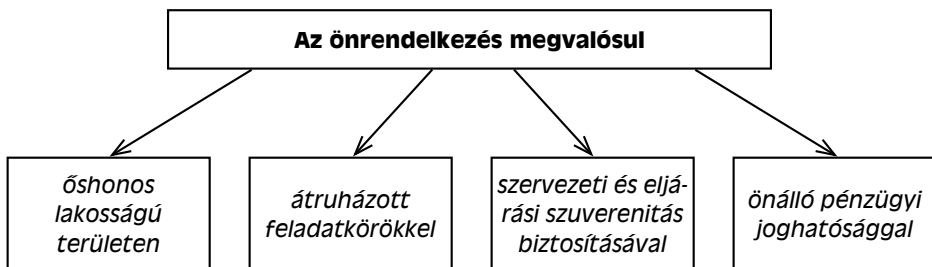 Az önrendelkezés megvalósul
őshonos
lakosságú
területen
átruházott
feladatkörökkel
szervezeti és eljá-
rási szuverenitás
biztosításával
önálló pénzügyi
joghatósággal